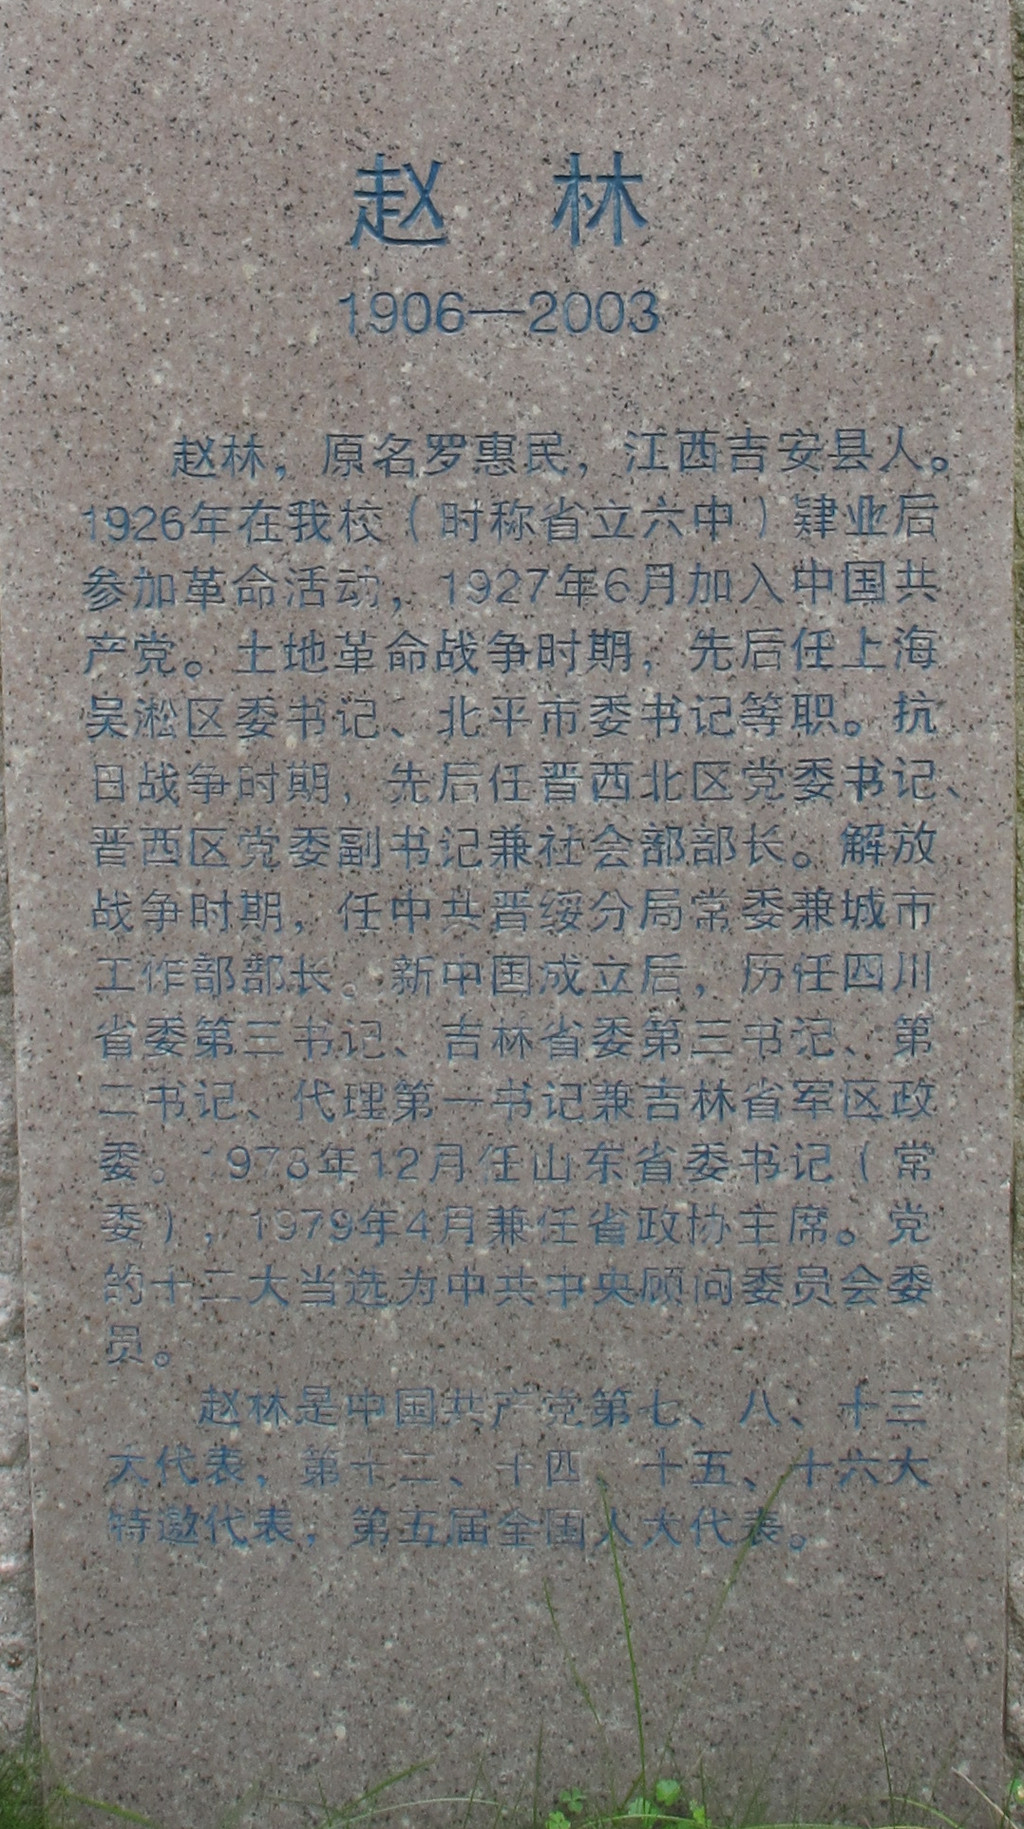 赵 林
1906—2003
赵林，原名罗惠民，江西吉安县人。
1926年在我校（时称省立六中）肄业后
参加革命活动，1927年6月加入中国共
产党。土地革命战争时期，先后任上海
吴淞区委书记、北平市委书记等职。抗
日战争时期，先后任晋西北区党委书记、
晋西区党委副书记兼社会部部长。解放
战争时期，任中共晋绥分局常委兼城市
工作部部长。新中国成立后，历任四川
省委第三书记、吉林省委第三书记、第
二书记、代理第一书记兼吉林省军区政
委。1978年12月任山东省委书记（常
委），1979年4月兼任省政协主席。党
的十二大当选为中共中央顾问委员会委
员。
赵林是中国共产党第七、八、十三
大代表，第十二、十四、十五、十六大
特邀代表，第五届全国人大代表。